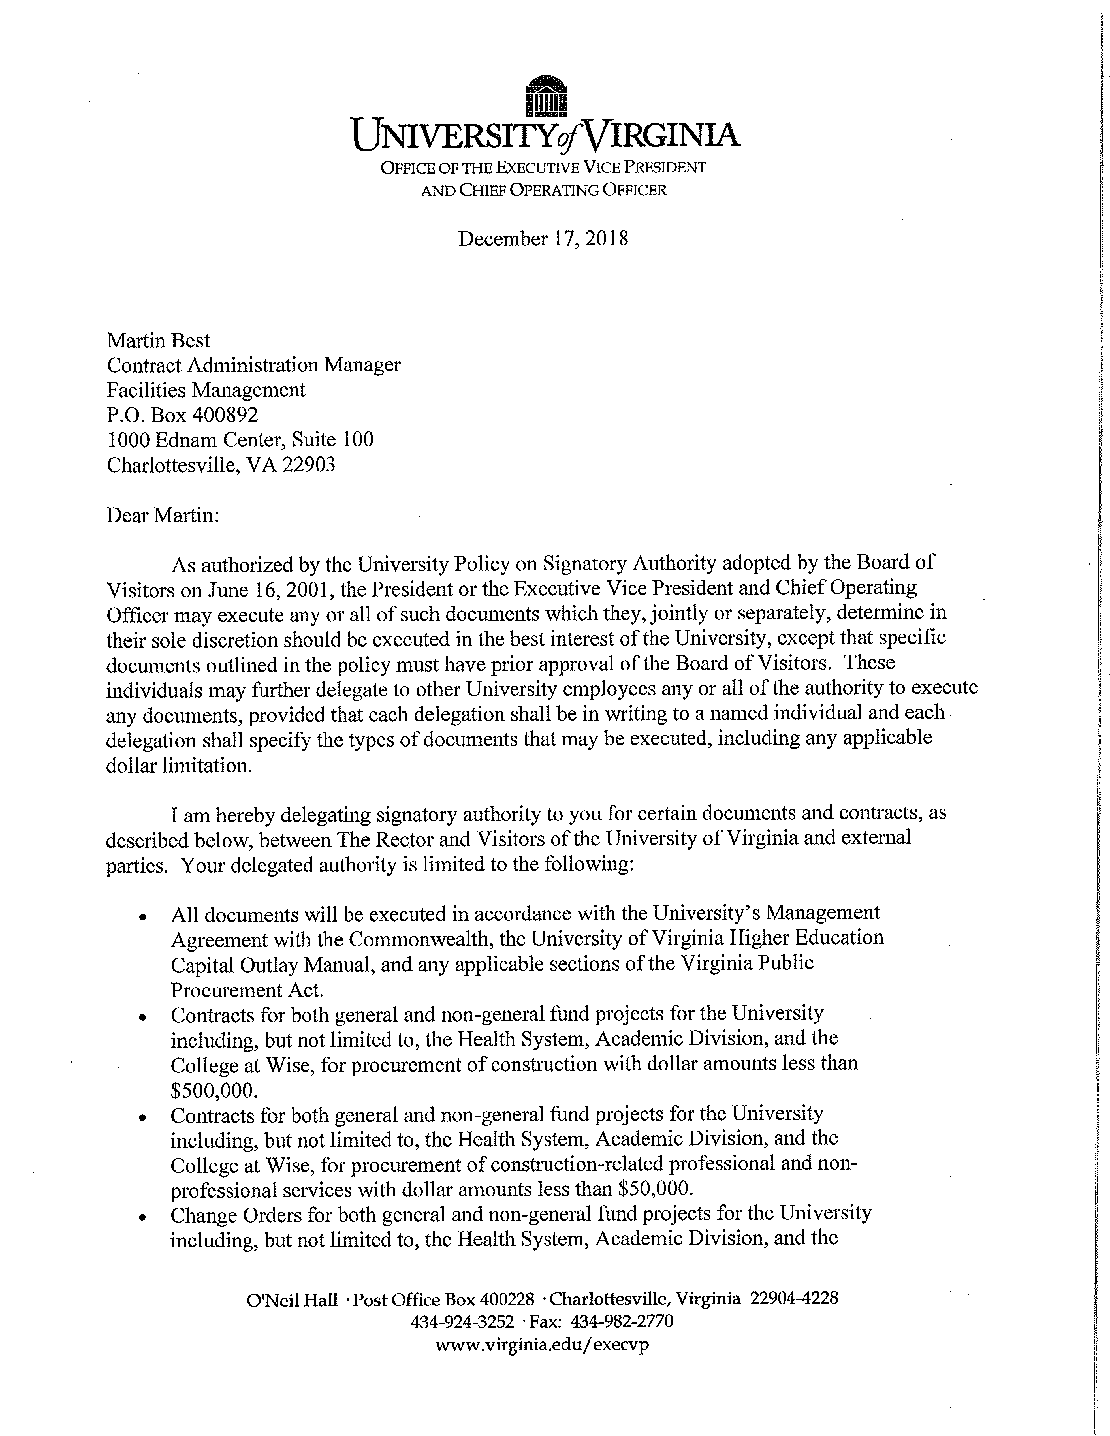 UNIVERSITY of VIRGINIA
OFFICE OF THE EXECUTIVE VICE PRESIDENT
AND CHIEF OPERATING OFFICER
December 17, 2018
Martin Best
Contract Administration Manager
Facilities Management
P.O. Box 400892
1000 Ednam Center, Suite 100
Charlottesville, VA 22903
Dear Martin:
As authorized by the University Policy on Signatory Authority adopted by the Board of
Visitors on June 16, 2001, the President or the Executive Vice President and Chief Operating
Officer may execute any or all of such documents which they, jointly or separately, determine in
their sole discretion should be executed in the best interest of the University, except that specific
documents outlined in the policy must have prior approval of the Board of Visitors. These
individuals may further delegate to other University employees any or all of the authority to execute
any documents, provided that each delegation shall be in writing to a named individual and each
delegation shall specify the types of documents that may be executed, including any applicable
dollar limitation.
I am hereby delegating signatory authority to you for certain documents and contracts, as
described below, between The Rector and Visitors of the University of Virginia and external
parties. Your delegated authority is limited to the following:
• All documents will be executed in accordance with the University's Management
Agreement with the Commonwealth, the University of Virginia Higher Education
Capital Outlay Manual, and any applicable sections of the Virginia Public
Procurement Act.
• Contracts for both general and non-general fund projects for the University
including, but not limited to, the Health System, Academic Division, and the
College at Wise, for procurement of construction with dollar amounts less than
$500,000.
• Contracts for both general and non-general fund projects for the University
including, but not limited to, the Health System, Academic Division, and the
College at Wise, for procurement of construction-related professional and non-
professional services with dollar amounts less than $50,000.
• Change Orders for both general and non-general fund projects for the University
including, but not limited to, the Health System, Academic Division, and the
O'Neil Hall · Post Office Box 400228 · Charlottesville, Virginia 22904-4228
434-924-3252 · Fax: 434-982-2770
www.virginia.edu/execvp